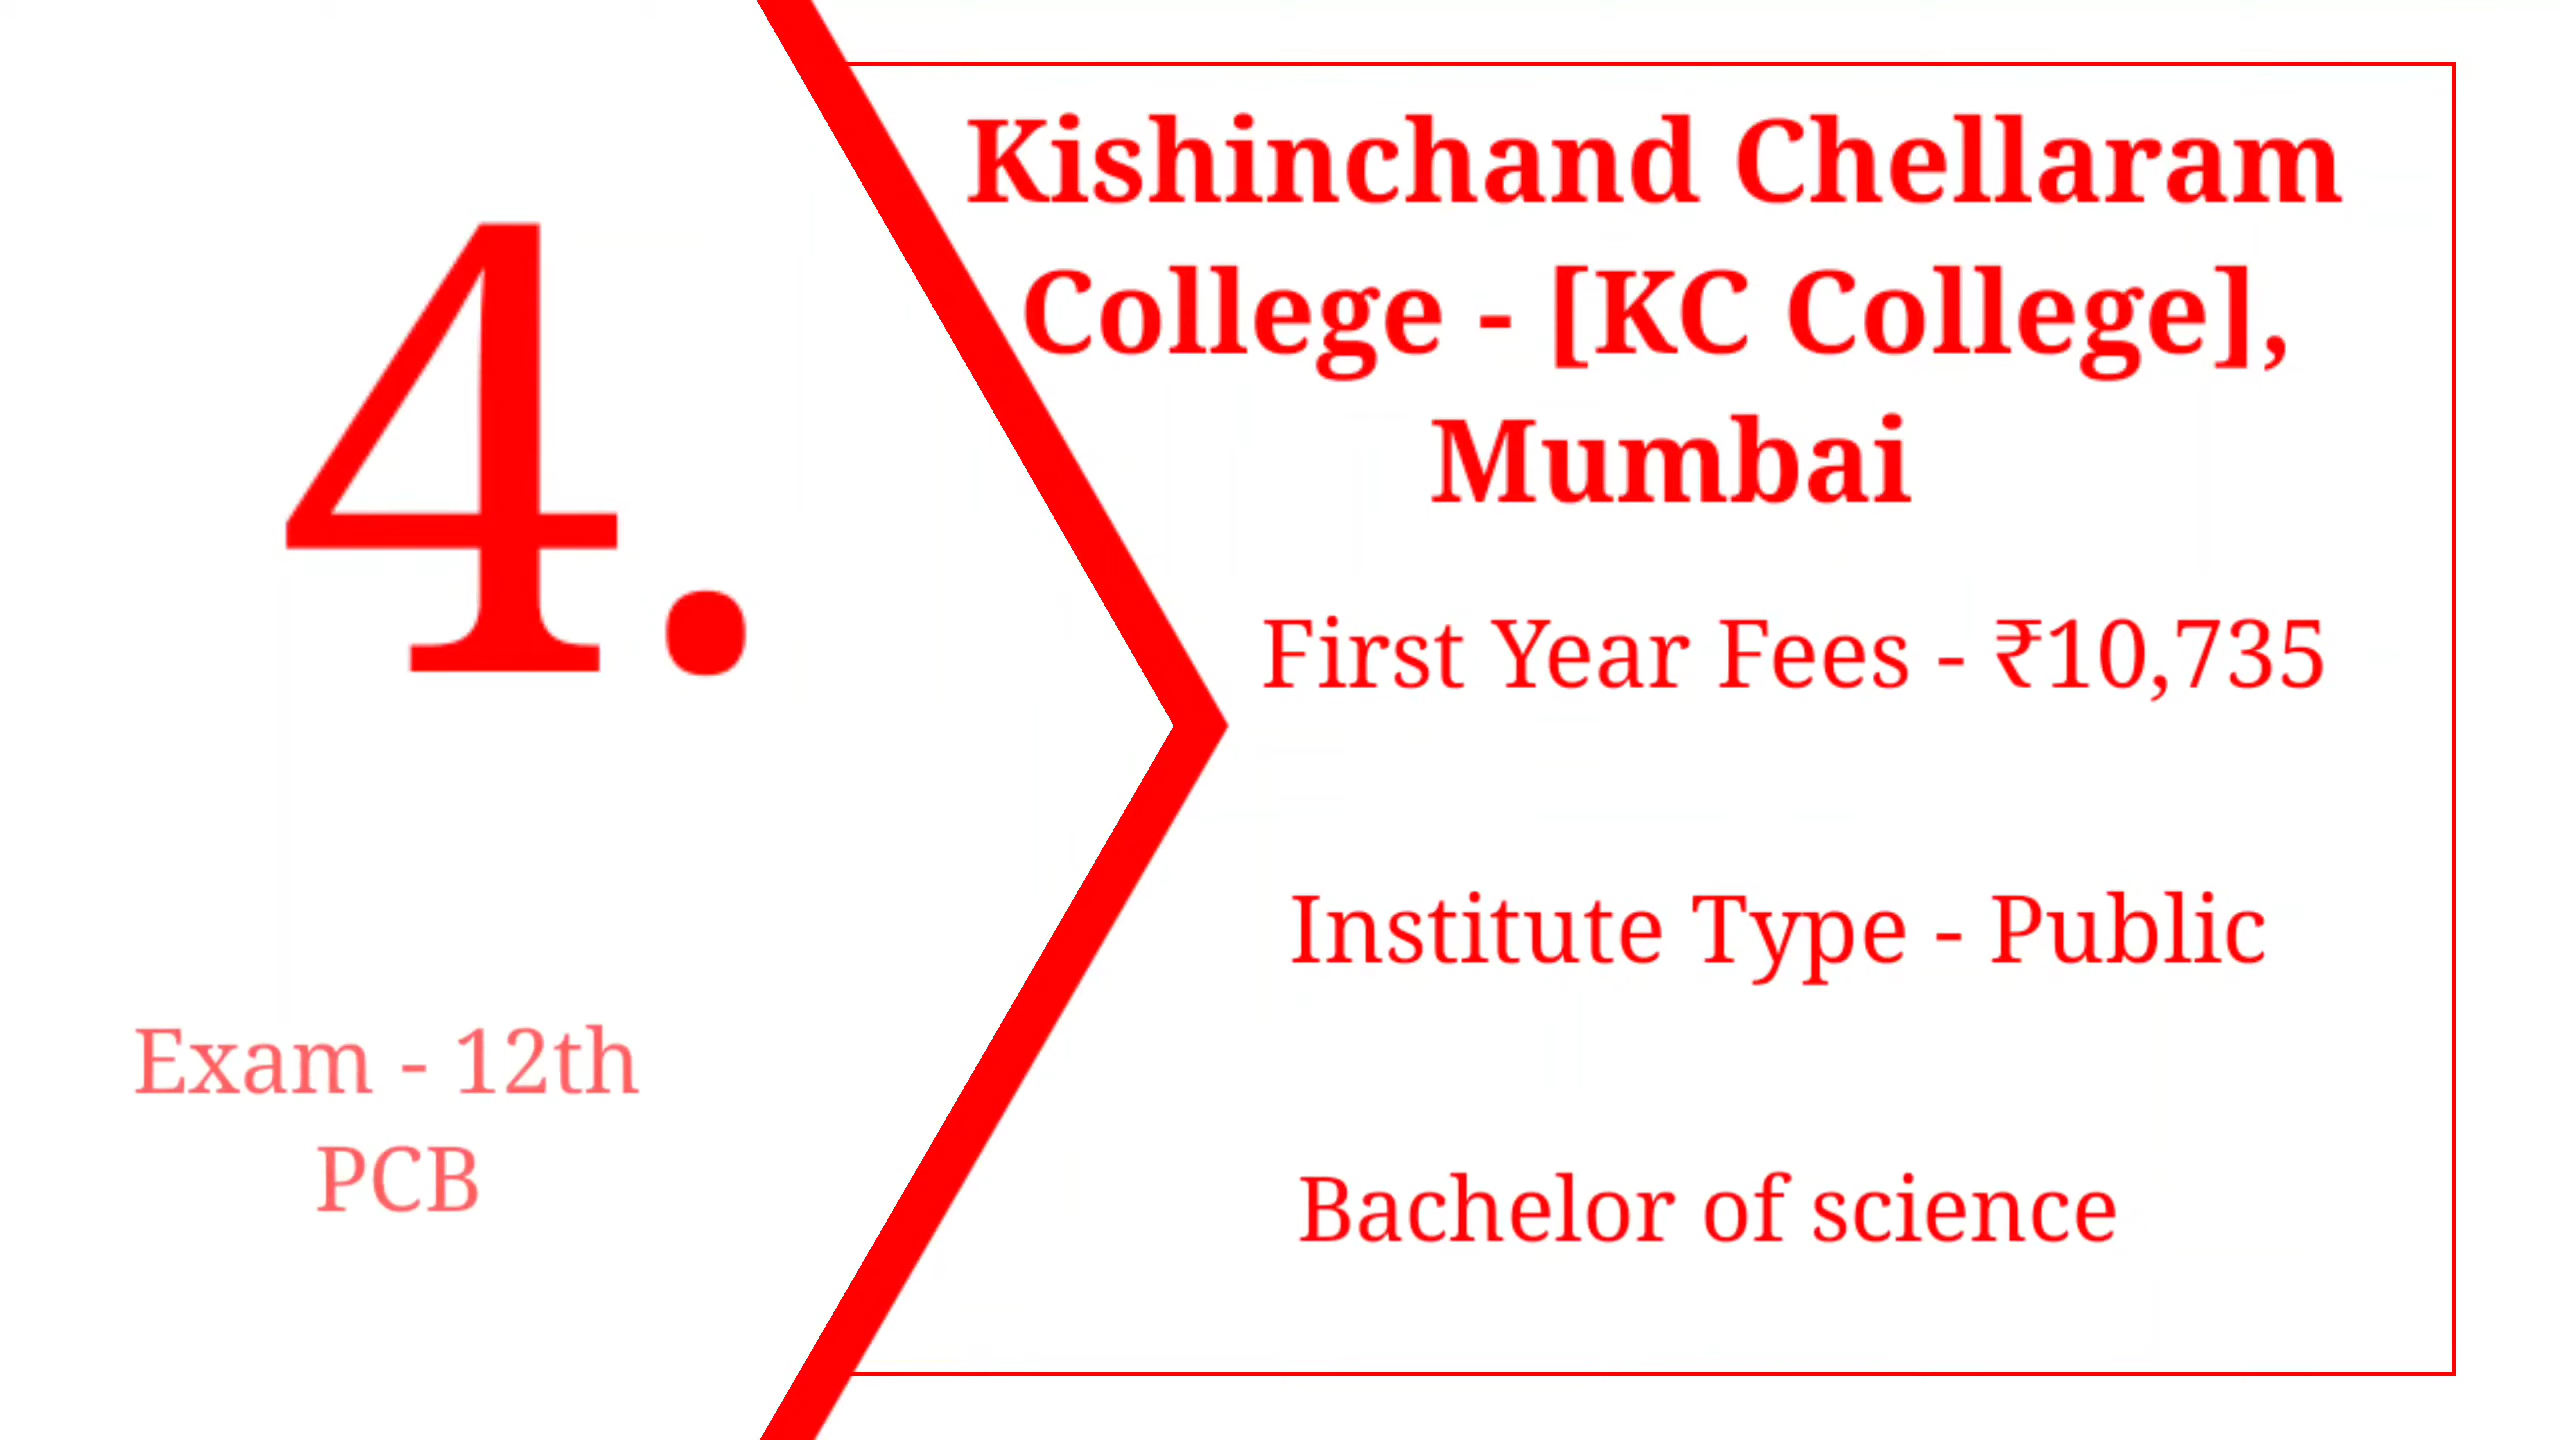 4.
Exam - 12th
PCB
Kishinchand Chellaram
College - [KC College],
Mumbai
First Year Fees - ₹10,735
Institute Type - Public
Bachelor of science